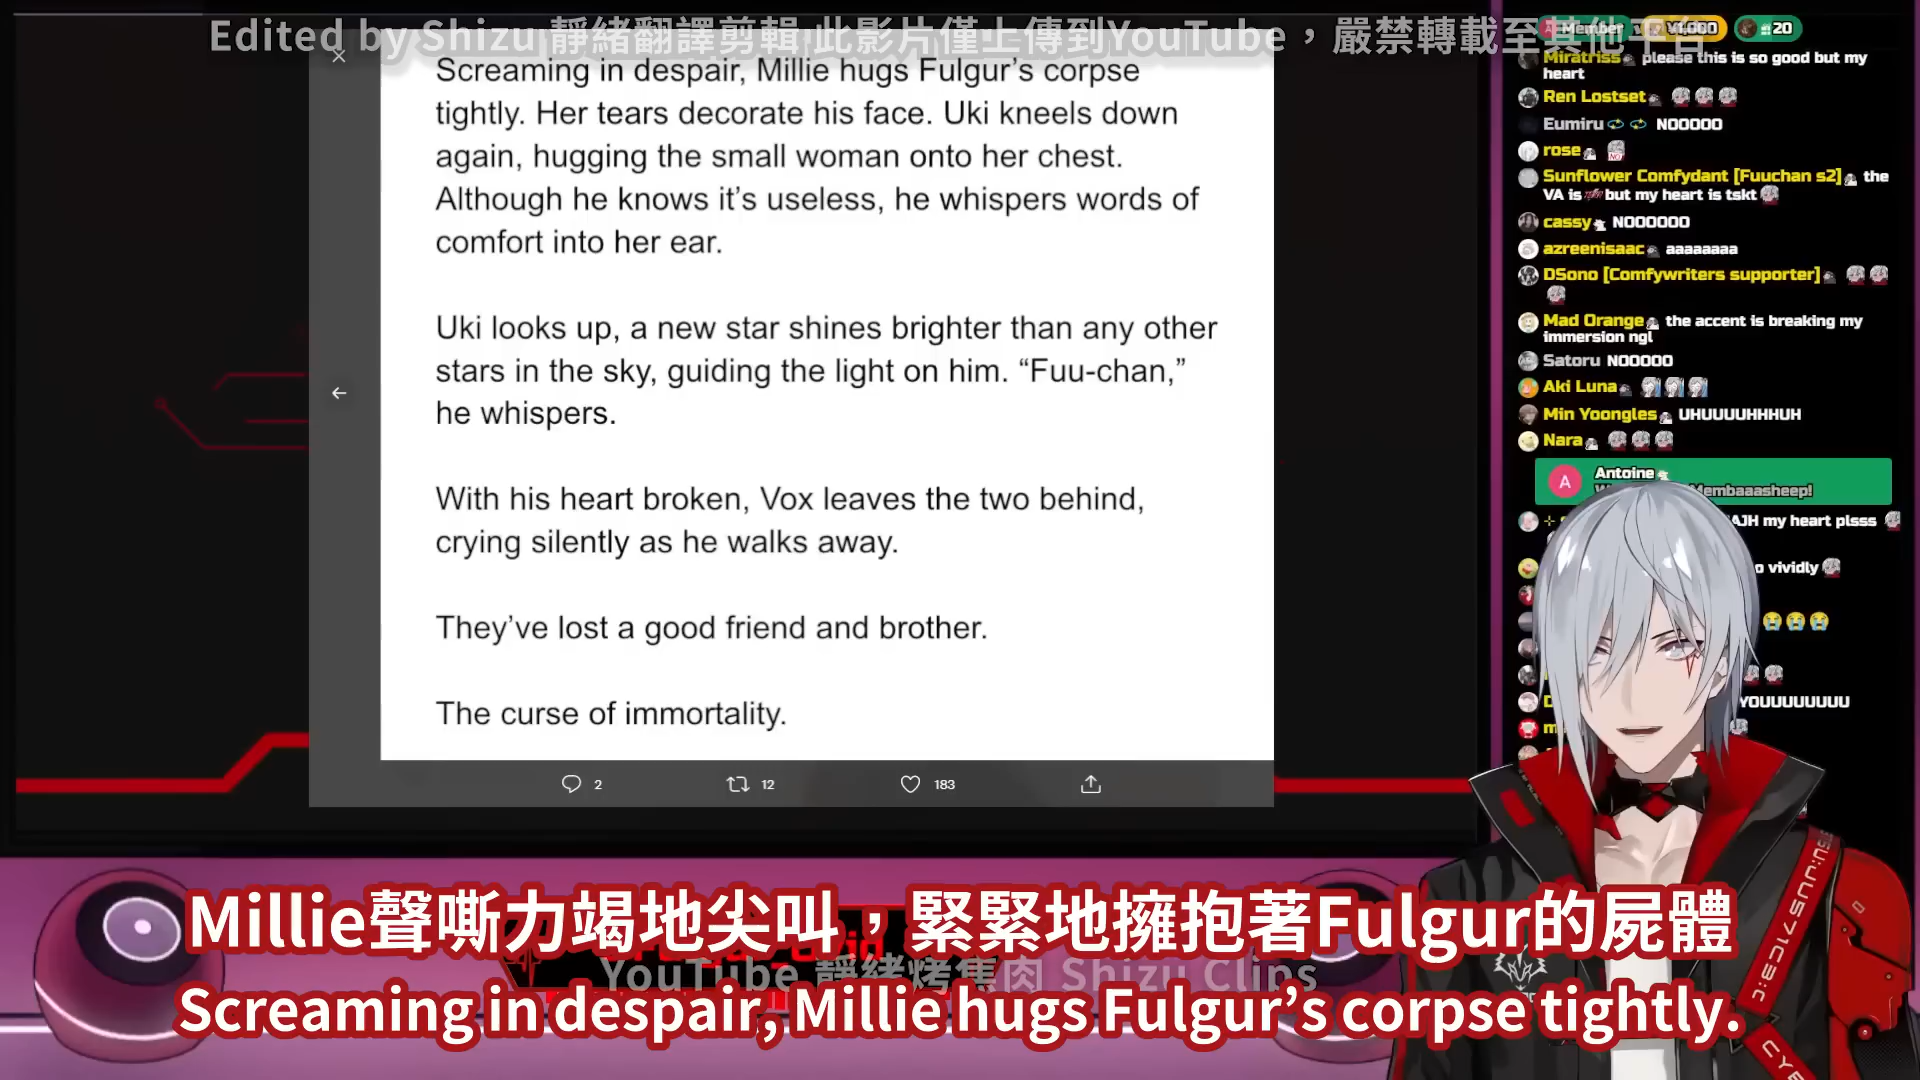 Edited by Shizu 靜緒翻譯剪輯 此影片僅上傳到YouTube，嚴禁轉載至其他平台
Screaming in despair, Millie hugs Fulgur’s corpse
tightly. Her tears decorate his face. Uki kneels down
again, hugging the small woman onto her chest.
Although he knows it’s useless, he whispers words of
comfort into her ear.
Uki looks up, a new star shines brighter than any other
stars in the sky, guiding the light on him. “Fuu-chan,”
he whispers.
With his heart broken, Vox leaves the two behind,
crying silently as he walks away.
They’ve lost a good friend and brother.
The curse of immortality.
2 12 183
Member ¥1,000 20
Miratriss please this is so good but my
heart
Ren Lostset
Eumiru NOOOOO
rose
Sunflower Comfydant [Fuuchan s2] the
VA is but my heart is tskt
cassy NOOOOOO
azreenisaac aaaaaaaa
DSono [Comfywriters supporter]
Mad Orange the accent is breaking my
immersion ngl
Satoru NOOOOO
Aki Luna
Min Yoongles UHUUUUHHHUH
Nara
A Antoine
Membaaasheep!
AJH my heart plsss
o vividly
YOUUUUUUUU
Millie聲嘶力竭地尖叫，緊緊地擁抱著Fulgur的屍體
YouTube 靜緒烤隻肉 Shizu Clips
Screaming in despair, Millie hugs Fulgur’s corpse tightly.